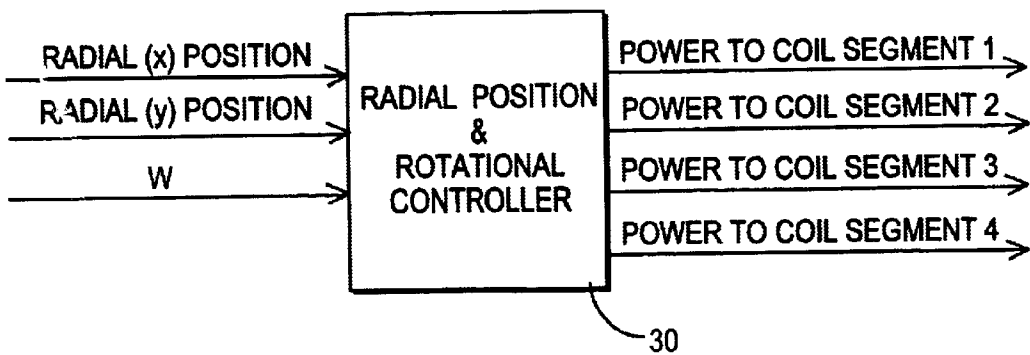 RADIAL (x) POSITION
RADIAL (y) POSITION
W
RADIAL POSITION
&
ROTATIONAL
CONTROLLER
POWER TO COIL SEGMENT 1
POWER TO COIL SEGMENT 2
POWER TO COIL SEGMENT 3
POWER TO COIL SEGMENT 4
30